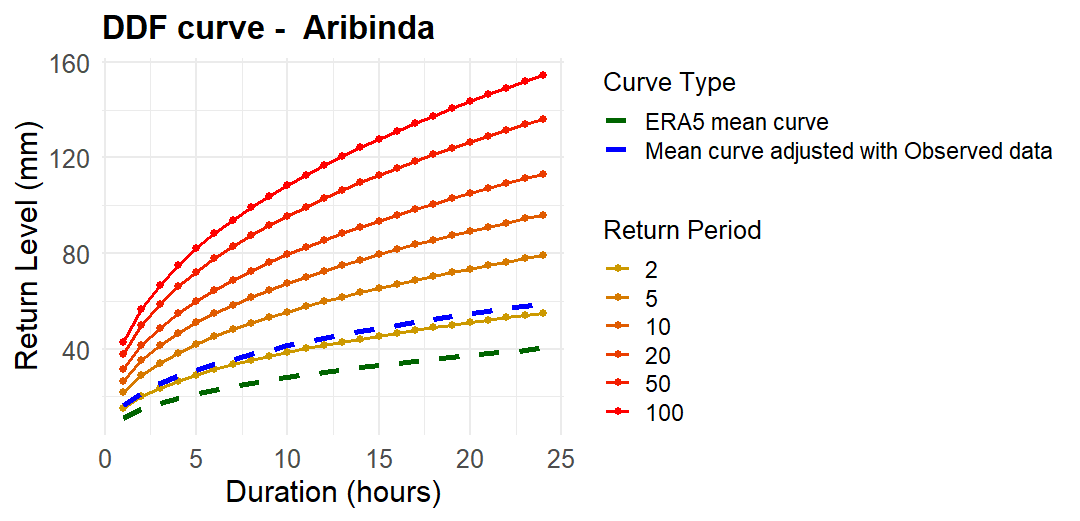 DDF curve -  Aribinda
160
120
80
40
Return Level (mm)
0 5 10 15 20 25
Duration (hours)
Curve Type
ERA5 mean curve
Mean curve adjusted with Observed data
Return Period
2
5
10
20
50
100